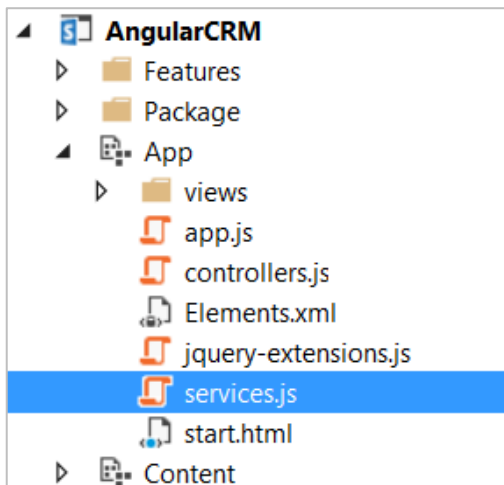 AngularCRM
Features
Package
App
views
app.js
controllers.js
Elements.xml
jquery-extensions.js
services.js
start.html
Content